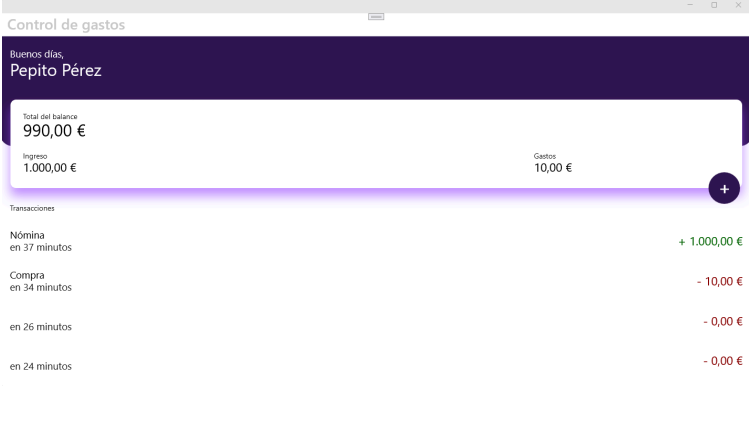 Control de gastos
Buenos días,
Pepito Pérez
Total del balance
990,00 €
Ingreso
1.000,00 €
Gastos
10,00 €
+
Transacciones
Nómina
en 37 minutos
+ 1.000,00 €
Compra
en 34 minutos
- 10,00 €
en 26 minutos
- 0,00 €
en 24 minutos
- 0,00 €